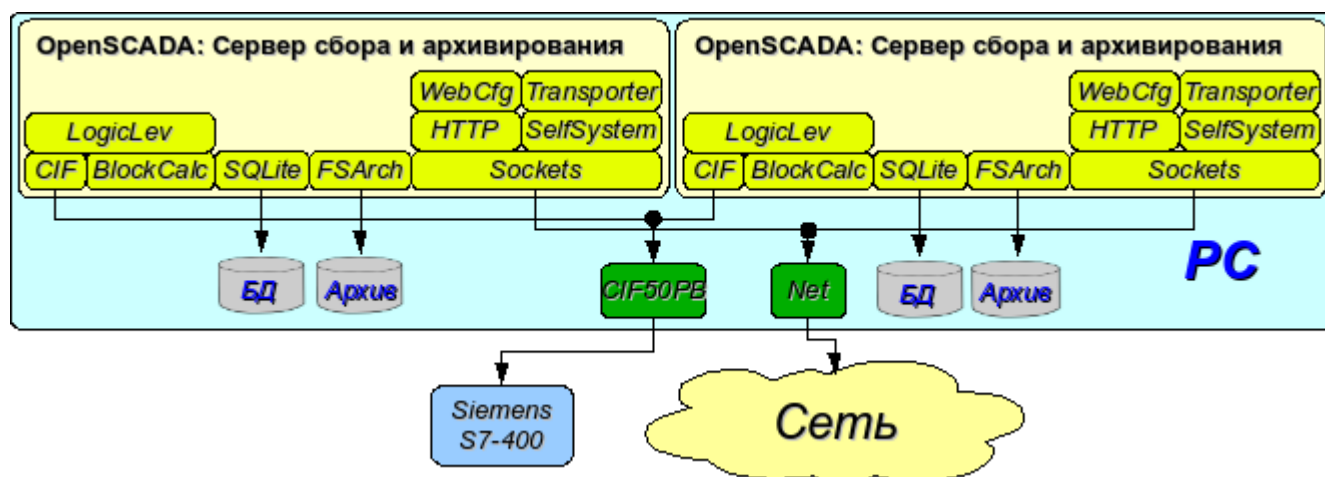 OpenSCADA: Сервер сбора и архивирования
WebCfg Transporter
LogicLev HTTP SelfSystem
CIF BlockCalc SQLite FSArch Sockets
OpenSCADA: Сервер сбора и архивирования
WebCfg Transporter
LogicLev HTTP SelfSystem
CIF BlockCalc SQLite FSArch Sockets
PC
БД Архив CIF50PB Net БД Архив
Siemens
S7-400
Сеть